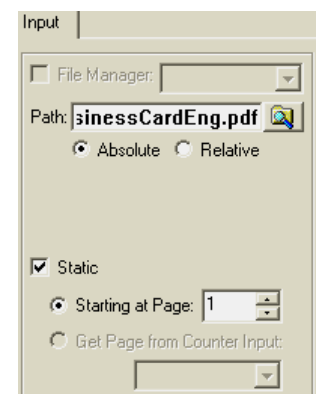 Input
File Manager:
Path: sinessCardEng.pdf
Absolute Relative
Static
Starting at Page: 1
Get Page from Counter Input: